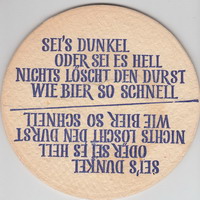 SEI'S DUNKEL
ODER SEI ES HELL
NICHTS LÖSCHT DEN DURST
WIE BIER SO SCHNELL
SEI'S DUNKEL
ODER SEI ES HELL
NICHTS LÖSCHT DEN DURST
WIE BIER SO SCHNELL